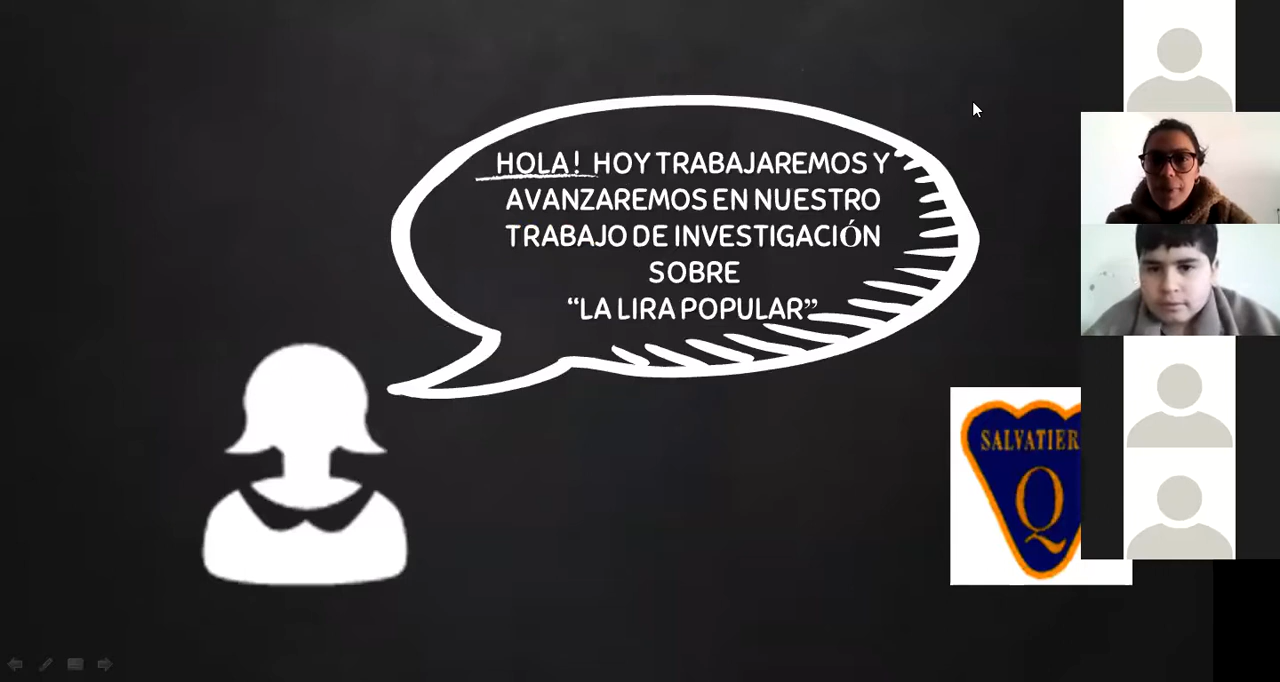 HOLA! HOY TRABAJAREMOS Y
AVANZAREMOS EN NUESTRO
TRABAJO DE INVESTIGACIÓN
SOBRE
“LA LIRA POPULAR”
SALVATIER
Q